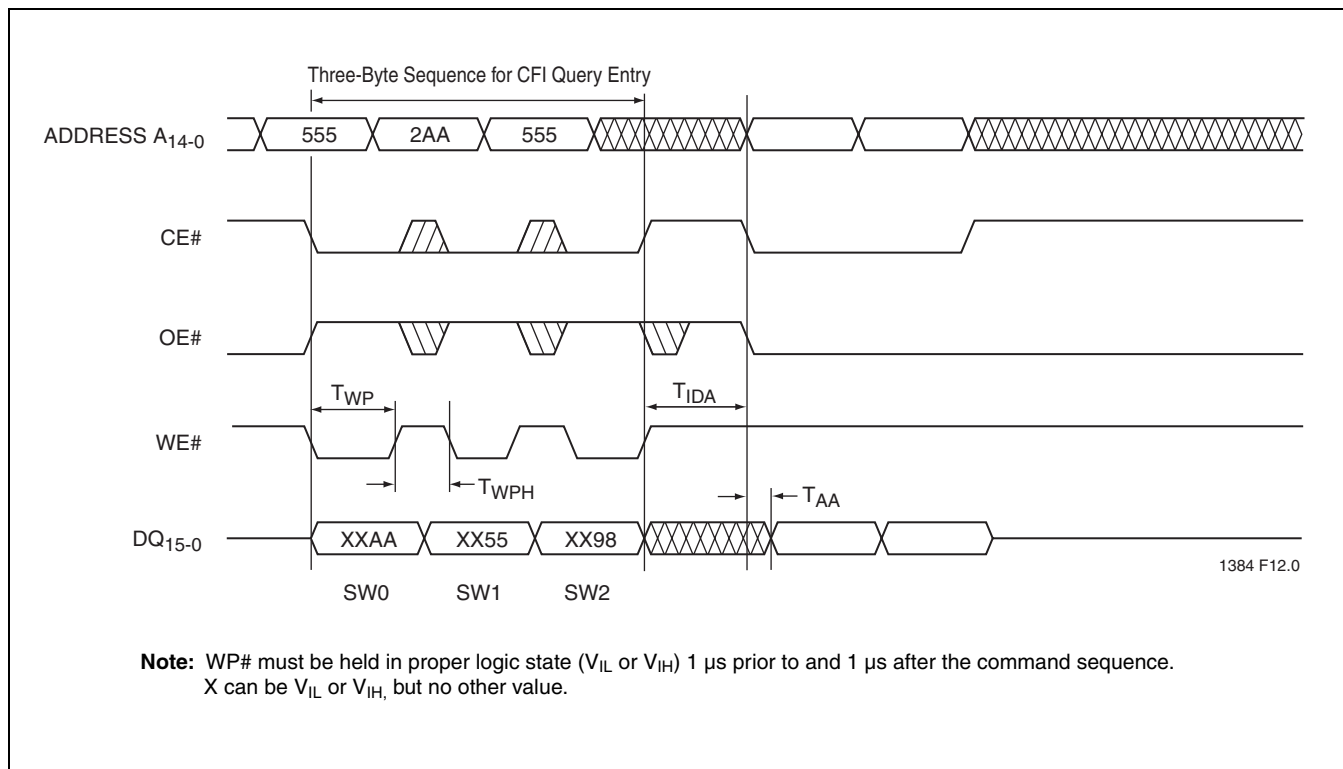 Three-Byte Sequence for CFI Query Entry
ADDRESS A14-0
555
2AA
555
CE#
OE#
TWP
TIDA
WE#
TWPH
TAA
DQ15-0
XXAA
XX55
XX98
1384 F12.0
SW0
SW1
SW2
Note: WP# must be held in proper logic state (VIL or VIH) 1 µs prior to and 1 µs after the command sequence.
X can be VIL or VIH, but no other value.